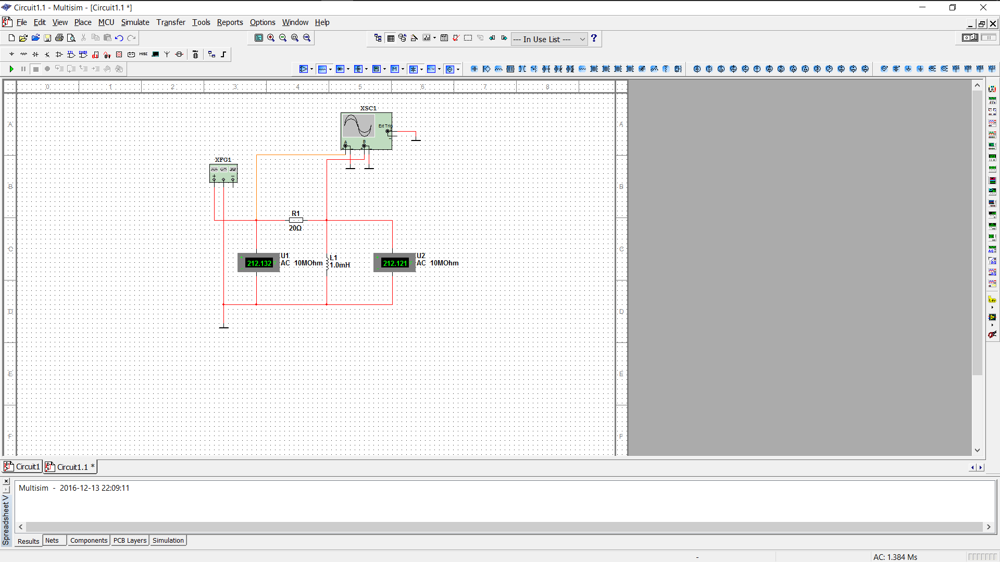 Circuit1.1 - Multisim - [Circuit1.1 *]
File Edit View Place MCU Simulate Transfer Tools Reports Options Window Help
--- In Use List ---
MISC
0 1 2 3 4 5 6 7 8
XSC1
A Ext Trig A
A B
XFG1
B B
R1
20Ω
C C
U1
AC 10MOhm
212.132
L1
1.0mH
U2
AC 10MOhm
212.121
D D
E E
F F
Circuit1 Circuit1.1 *
Spreadsheet V
Multisim - 2016-12-13 22:09:11
Results Nets Components PCB Layers Simulation
- AC: 1.384 Ms